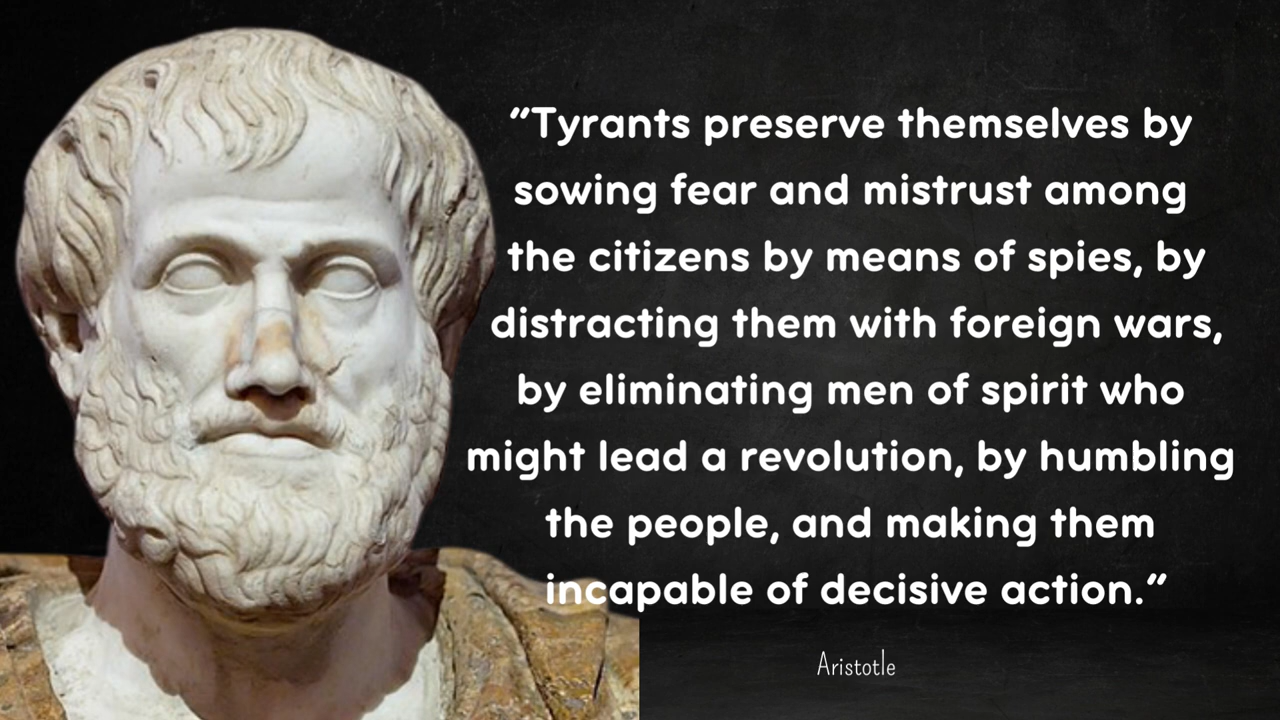 “Tyrants preserve themselves by
sowing fear and mistrust among
the citizens by means of spies, by
distracting them with foreign wars,
by eliminating men of spirit who
might lead a revolution, by humbling
the people, and making them
incapable of decisive action.”
Aristotle